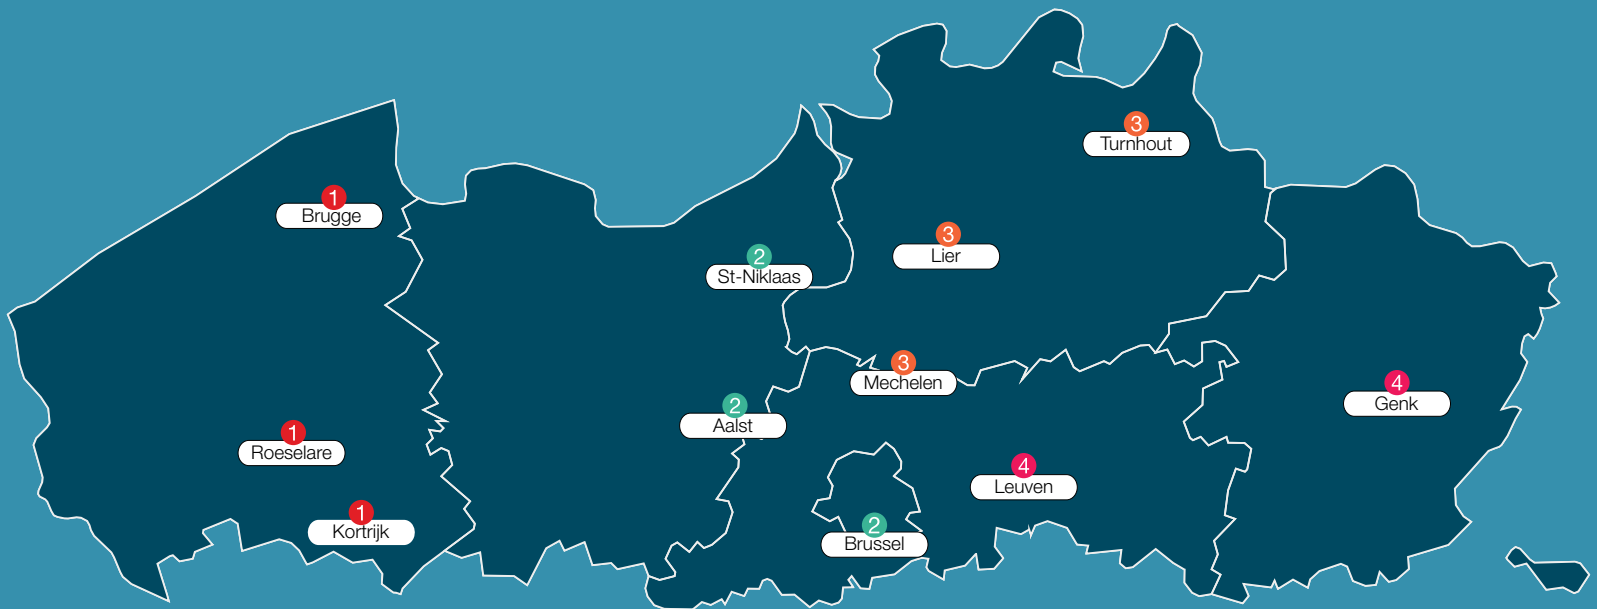 3
Turnhout
1
Brugge
3
Lier
2
St-Niklaas
3
Mechelen
4
Genk
2
Aalst
1
Roeselare
4
Leuven
1
Kortrijk
2
Brussel